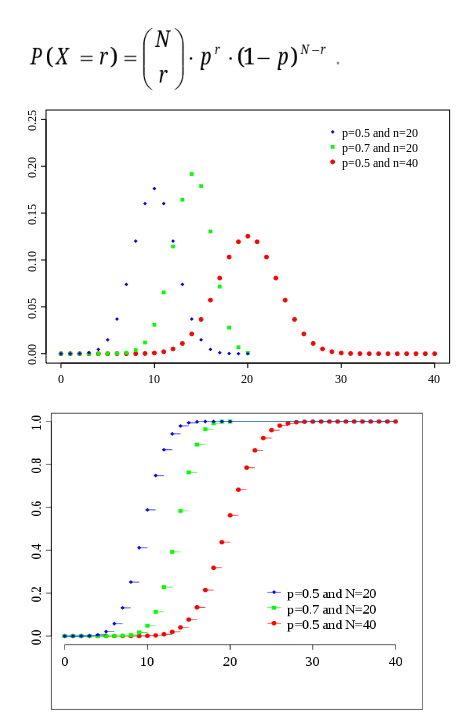 P(X = r) = (N r) · p^r · (1 − p)^{N−r} .
0.25
p=0.5 and n=20
p=0.7 and n=20
p=0.5 and n=40
0.20
0.15
0.10
0.05
0.00
0 10 20 30 40
1.0
0.8
0.6
0.4
0.2
p=0.5 and N=20
p=0.7 and N=20
p=0.5 and N=40
0.0
0 10 20 30 40